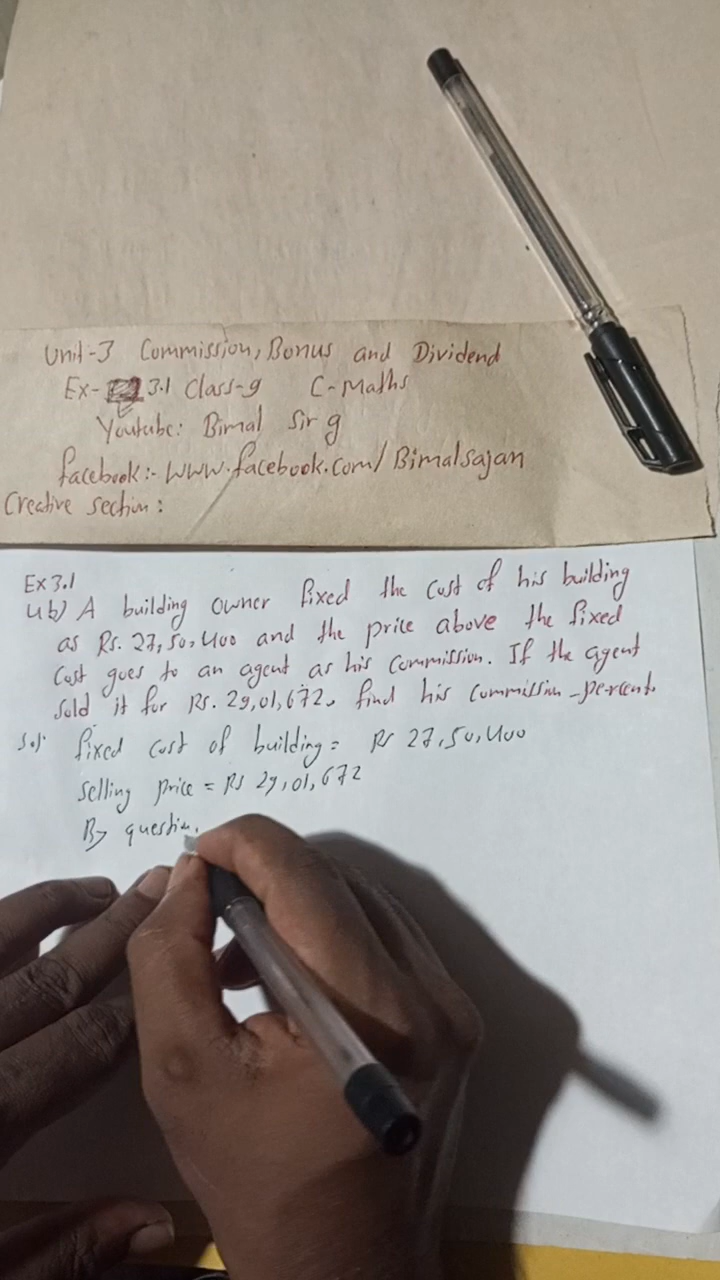 Unit-3 Commission, Bonus and Dividend
Ex- 3.1 Class-9 C-Maths
Youtube: Bimal Sir g
facebook:- www.facebook.com/Bimalsajan
Creative section:
Ex 3.1
4b) A building owner fixed the cost of his building
as Rs. 27,50,400 and the price above the fixed
cost goes to an agent as his commission. If the agent
sold it for Rs. 29,01,672, find his commission-percent.
Sol: fixed cost of building = Rs 27,50,400
Selling price = Rs 29,01,672
By question,